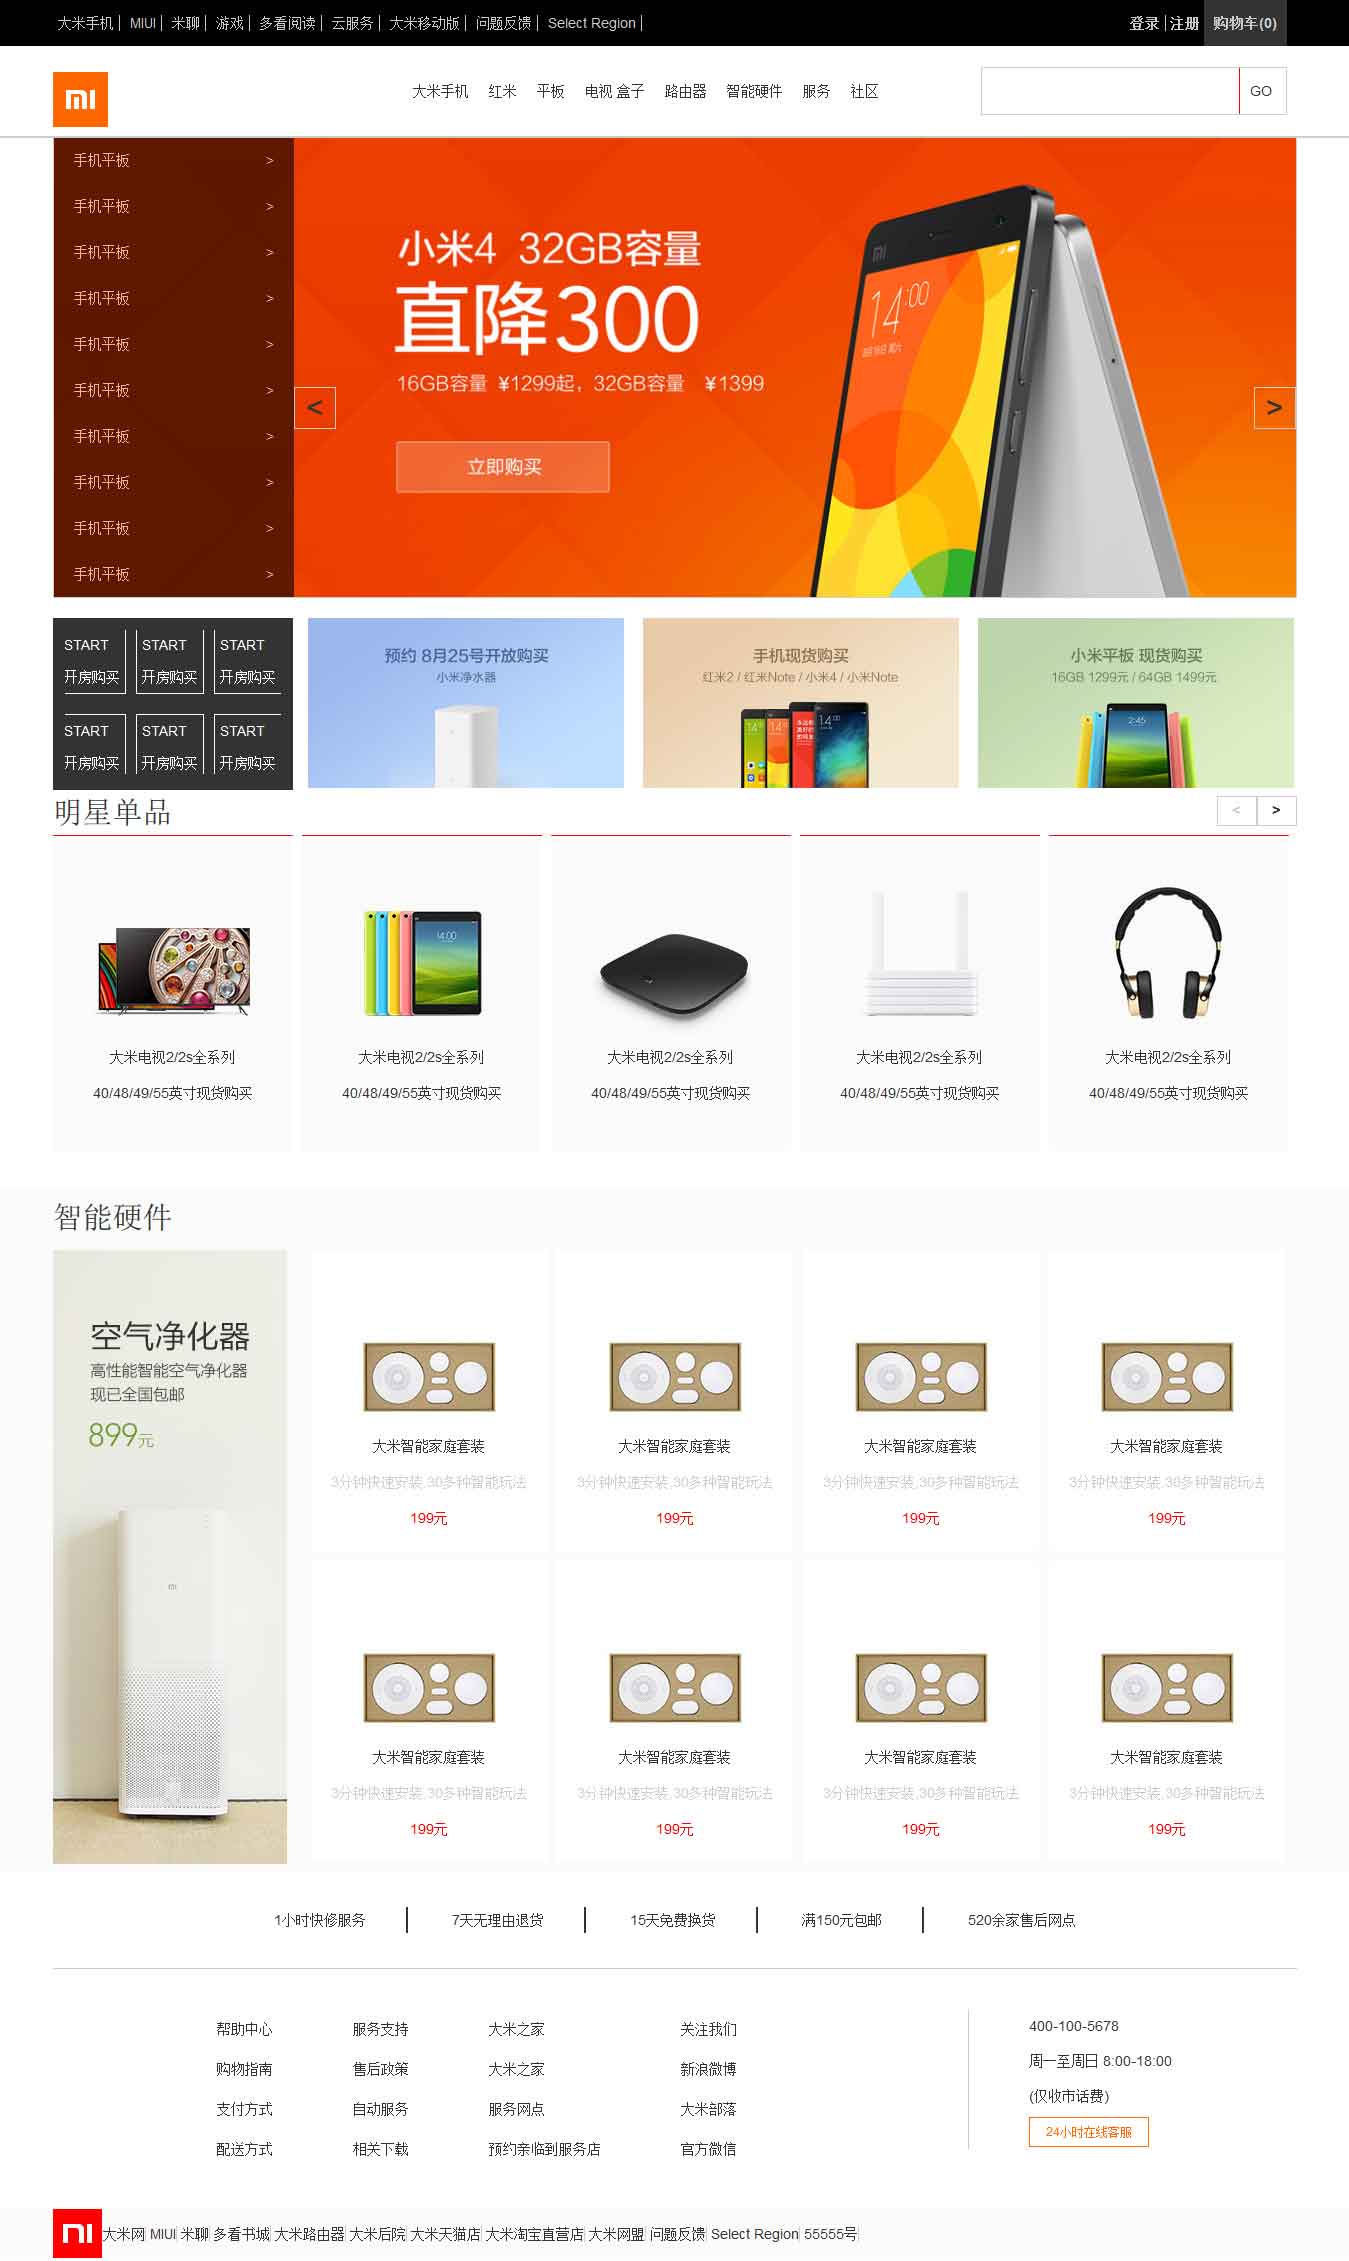 大米手机 | MIUI | 米聊 | 游戏 | 多看阅读 | 云服务 | 大米移动版 | 问题反馈 | Select Region |
登录 | 注册 购物车(0)
大米手机 红米 平板 电视 盒子 路由器 智能硬件 服务 社区
GO
手机平板 >
手机平板 >
手机平板 >
手机平板 >
手机平板 >
手机平板 >
手机平板 >
手机平板 >
手机平板 >
手机平板 >
小米4 32GB容量
直降300
16GB容量 ¥1299起，32GB容量 ¥1399
立即购买
< >
14:00
START START START
开房购买 开房购买 开房购买
START START START
开房购买 开房购买 开房购买
预约 8月25号开放购买
小米净水器
手机现货购买
红米2 / 红米Note / 小米4 / 小米Note
小米平板 现货购买
16GB 1299元 / 64GB 1499元
2:45
明星单品
< >
14:00
大米电视2/2s全系列 大米电视2/2s全系列 大米电视2/2s全系列 大米电视2/2s全系列 大米电视2/2s全系列
40/48/49/55英寸现货购买 40/48/49/55英寸现货购买 40/48/49/55英寸现货购买 40/48/49/55英寸现货购买 40/48/49/55英寸现货购买
智能硬件
空气净化器
高性能智能空气净化器
现已全国包邮
899元
大米智能家庭套装 大米智能家庭套装 大米智能家庭套装 大米智能家庭套装
3分钟快速安装,30多种智能玩法 3分钟快速安装,30多种智能玩法 3分钟快速安装,30多种智能玩法 3分钟快速安装,30多种智能玩法
199元 199元 199元 199元
大米智能家庭套装 大米智能家庭套装 大米智能家庭套装 大米智能家庭套装
3分钟快速安装,30多种智能玩法 3分钟快速安装,30多种智能玩法 3分钟快速安装,30多种智能玩法 3分钟快速安装,30多种智能玩法
199元 199元 199元 199元
1小时快修服务 7天无理由退货 15天免费换货 满150元包邮 520余家售后网点
帮助中心 服务支持 大米之家 关注我们
购物指南 售后政策 大米之家 新浪微博
支付方式 自动服务 服务网点 大米部落
配送方式 相关下载 预约亲临到服务店 官方微信
400-100-5678
周一至周日 8:00-18:00
(仅收市话费)
24小时在线客服
大米网 MIUI 米聊 多看书城 大米路由器 大米后院 大米天猫店 大米淘宝直营店 大米网盟 问题反馈 Select Region 55555号